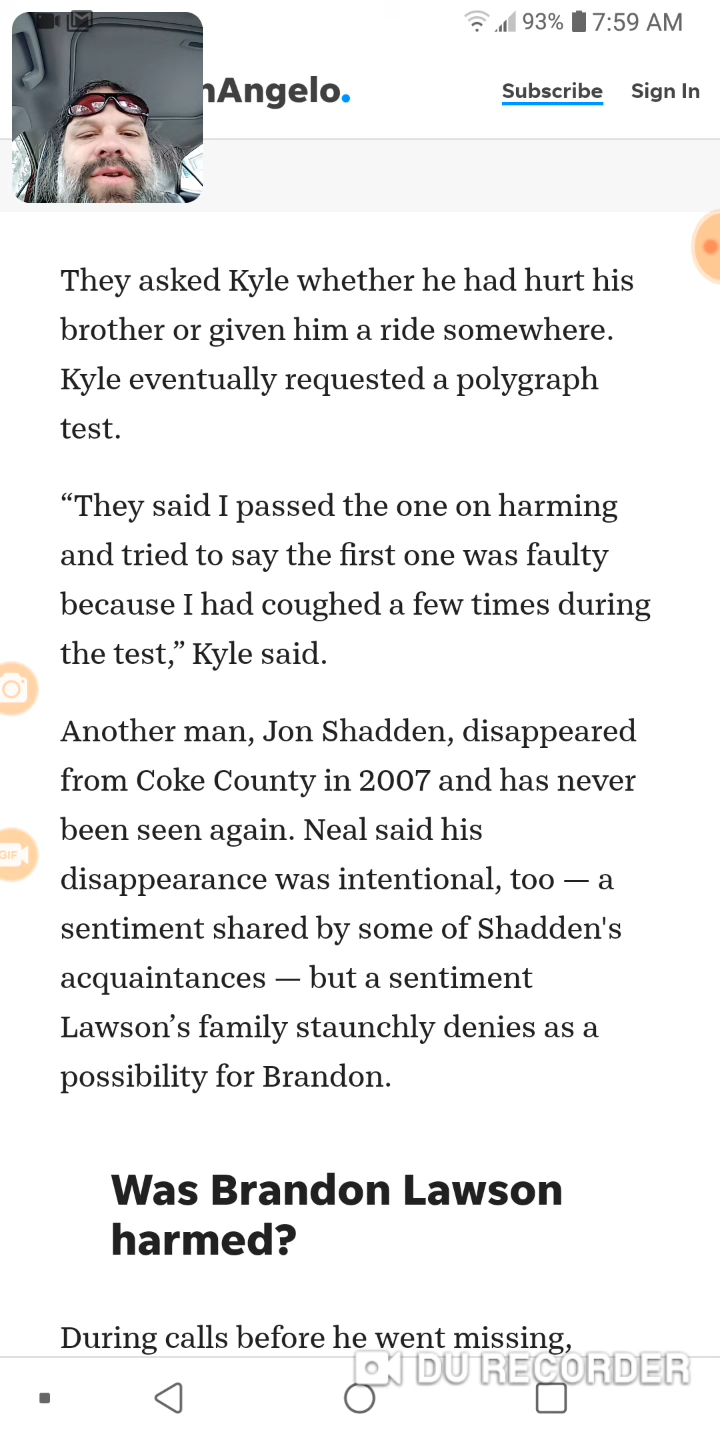 93% 7:59 AM
nAngelo.
Subscribe
Sign In
They asked Kyle whether he had hurt his
brother or given him a ride somewhere.
Kyle eventually requested a polygraph
test.
“They said I passed the one on harming
and tried to say the first one was faulty
because I had coughed a few times during
the test,” Kyle said.
Another man, Jon Shadden, disappeared
from Coke County in 2007 and has never
been seen again. Neal said his
disappearance was intentional, too — a
sentiment shared by some of Shadden's
acquaintances — but a sentiment
Lawson’s family staunchly denies as a
possibility for Brandon.
Was Brandon Lawson
harmed?
During calls before he went missing,
GIF
DU RECORDER